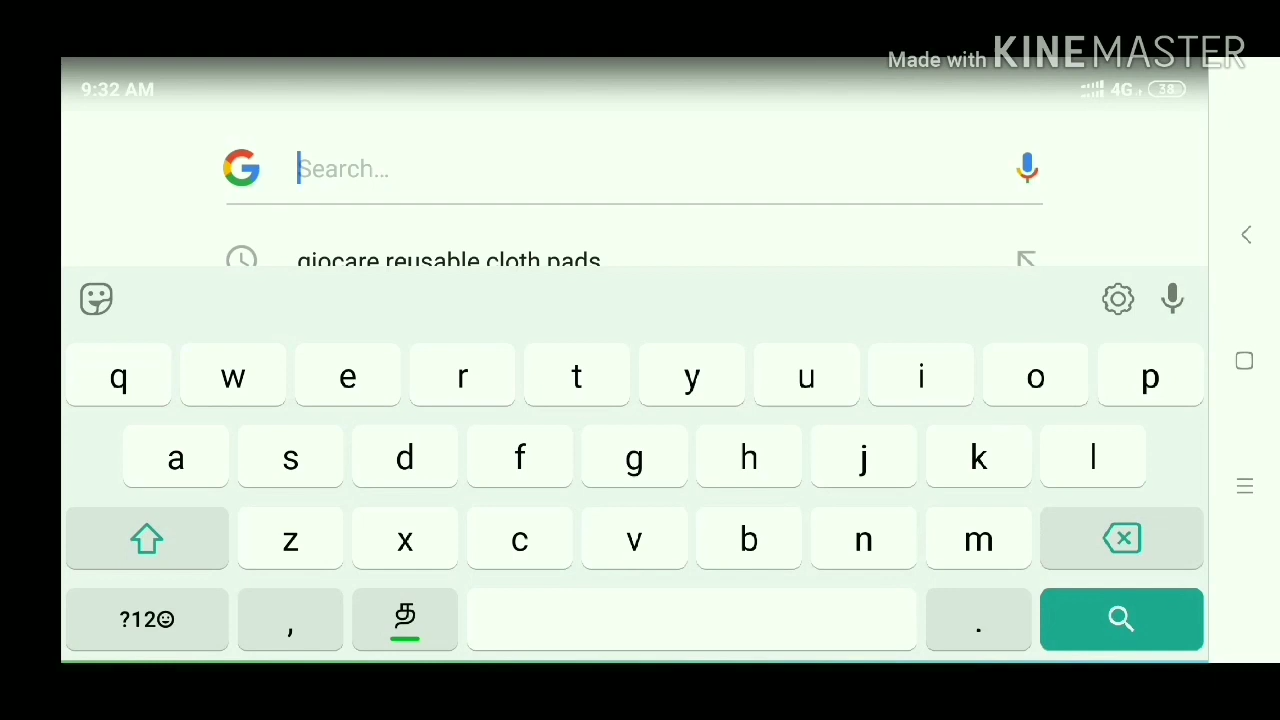 Made with KINEMASTER
9:32 AM
4G 38
G Search...
giocare reusable cloth pads
q w e r t y u i o p
a s d f g h j k l
z x c v b n m
?12☺ , த .